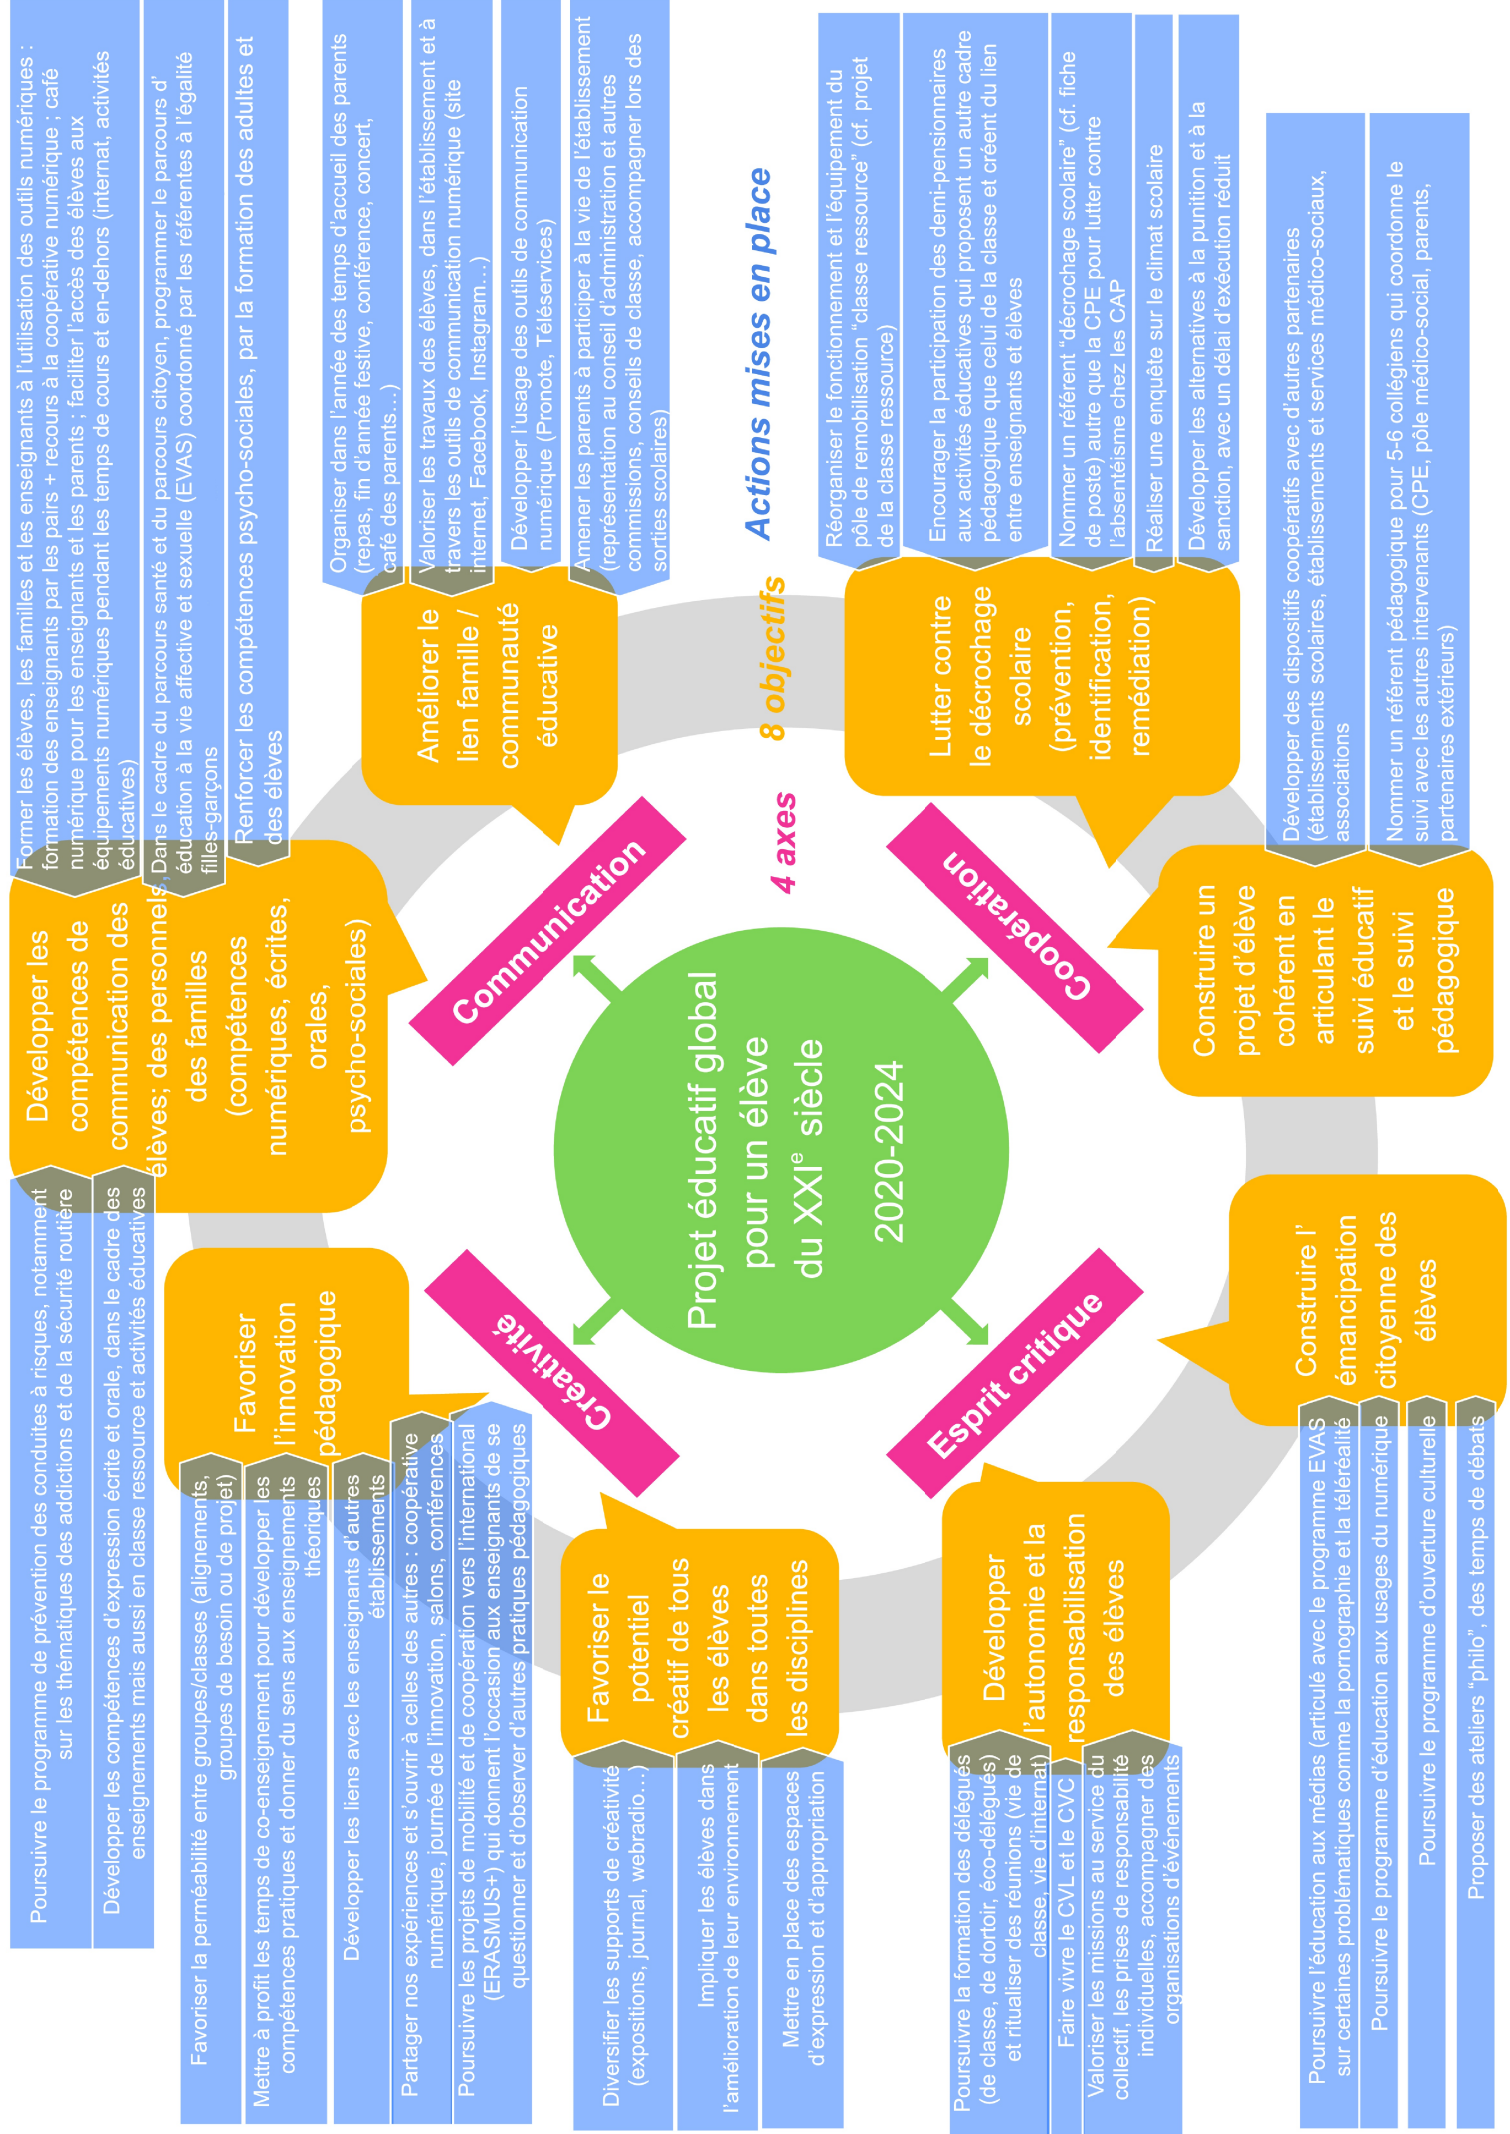 Projet éducatif global
pour un élève
du XXIe siècle
2020-2024
4 axes
8 objectifs
Actions mises en place
Communication
Développer les
compétences de
communication des
élèves; des personnels,
des familles
(compétences
numériques, écrites,
orales,
psycho-sociales)
Poursuivre le programme de prévention des conduites à risques, notamment
sur les thématiques des addictions et de la sécurité routière
Développer les compétences d'expression écrite et orale, dans le cadre des
enseignements mais aussi en classe ressource et activités éducatives
Former les élèves, les familles et les enseignants à l'utilisation des outils numériques :
formation des enseignants par les pairs + recours à la coopérative numérique ; café
numérique pour les enseignants et les parents ; faciliter l'accès des élèves aux
équipements numériques pendant les temps de cours et en-dehors (internat, activités
éducatives)
Dans le cadre du parcours santé et du parcours citoyen, programmer le parcours d'
éducation à la vie affective et sexuelle (EVAS) coordonné par les référentes à l'égalité
filles-garçons
Renforcer les compétences psycho-sociales, par la formation des adultes et
des élèves
Améliorer le
lien famille /
communauté
éducative
Organiser dans l'année des temps d'accueil des parents
(repas, fin d'année festive, conférence, concert,
café des parents…)
Valoriser les travaux des élèves, dans l'établissement et à
travers les outils de communication numérique (site
internet, Facebook, Instagram…)
Développer l'usage des outils de communication
numérique (Pronote, Téléservices)
Amener les parents à participer à la vie de l'établissement
(représentation au conseil d'administration et autres
commissions, conseils de classe, accompagner lors des
sorties scolaires)
Coopération
Lutter contre
le décrochage
scolaire
(prévention,
identification,
remédiation)
Réorganiser le fonctionnement et l'équipement du
pôle de remobilisation “classe ressource” (cf. projet
de la classe ressource)
Encourager la participation des demi-pensionnaires
aux activités éducatives qui proposent un autre cadre
pédagogique que celui de la classe et créent du lien
entre enseignants et élèves
Nommer un référent “décrochage scolaire” (cf. fiche
de poste) autre que la CPE pour lutter contre
l'absentéisme chez les CAP
Réaliser une enquête sur le climat scolaire
Développer les alternatives à la punition et à la
sanction, avec un délai d'exécution réduit
Construire un
projet d'élève
cohérent en
articulant le
suivi éducatif
et le suivi
pédagogique
Développer des dispositifs coopératifs avec d'autres partenaires
(établissements scolaires, établissements et services médico-sociaux,
associations
Nommer un référent pédagogique pour 5-6 collégiens qui coordonne le
suivi avec les autres intervenants (CPE, pôle médico-social, parents,
partenaires extérieurs)
Créativité
Favoriser
l'innovation
pédagogique
Favoriser la perméabilité entre groupes/classes (alignements,
groupes de besoin ou de projet)
Mettre à profit les temps de co-enseignement pour développer les
compétences pratiques et donner du sens aux enseignements
théoriques
Développer les liens avec les enseignants d'autres
établissements
Partager nos expériences et s'ouvrir à celles des autres : coopérative
numérique, journée de l'innovation, salons, conférences
Poursuivre les projets de mobilité et de coopération vers l'international
(ERASMUS+) qui donnent l'occasion aux enseignants de se
questionner et d'observer d'autres pratiques pédagogiques
Favoriser le
potentiel
créatif de tous
les élèves
dans toutes
les disciplines
Diversifier les supports de créativité
(expositions, journal, webradio…)
Impliquer les élèves dans
l'amélioration de leur environnement
Mettre en place des espaces
d'expression et d'appropriation
Esprit critique
Développer
l'autonomie et la
responsabilisation
des élèves
Poursuivre la formation des délégués
(de classe, de dortoir, éco-délégués)
et ritualiser des réunions (vie de
classe, vie d'internat)
Faire vivre le CVL et le CVC
Valoriser les missions au service du
collectif, les prises de responsabilité
individuelles, accompagner des
organisations d'événements
Construire l'
émancipation
citoyenne des
élèves
Poursuivre l'éducation aux médias (articulé avec le programme EVAS
sur certaines problématiques comme la pornographie et la téléréalité
Poursuivre le programme d'éducation aux usages du numérique
Poursuivre le programme d'ouverture culturelle
Proposer des ateliers “philo”, des temps de débats